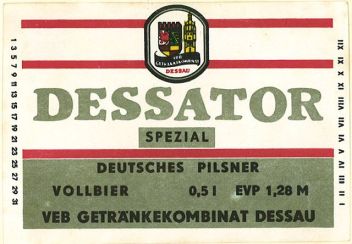 VEB
GETRÄNKEKOMBINAT
DESSAU
DESSATOR
SPEZIAL
DEUTSCHES PILSNER
VOLLBIER 0,5 l EVP 1,28 M
VEB GETRÄNKEKOMBINAT DESSAU
1 3 5 7 9 11 13 15 17 19 21 23 25 27 29 31
I II III IV V VI VII VIII IX X XI XII